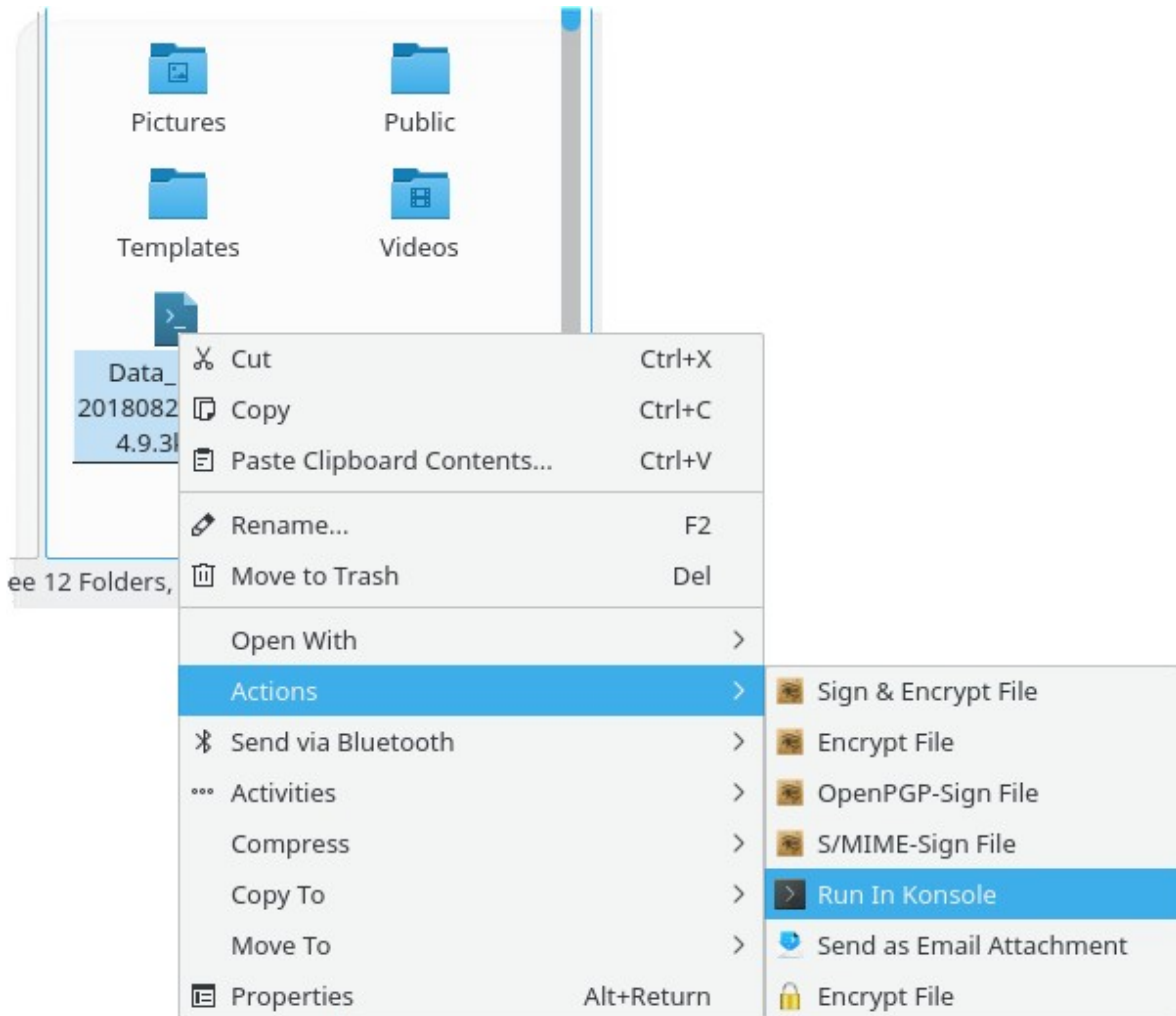 Pictures
Public
Templates
Videos
Data_
2018082
4.9.3
ee 12 Folders,
Cut Ctrl+X
Copy Ctrl+C
Paste Clipboard Contents... Ctrl+V
Rename... F2
Move to Trash Del
Open With
Actions
Send via Bluetooth
Activities
Compress
Copy To
Move To
Properties Alt+Return
Sign & Encrypt File
Encrypt File
OpenPGP-Sign File
S/MIME-Sign File
Run In Konsole
Send as Email Attachment
Encrypt File